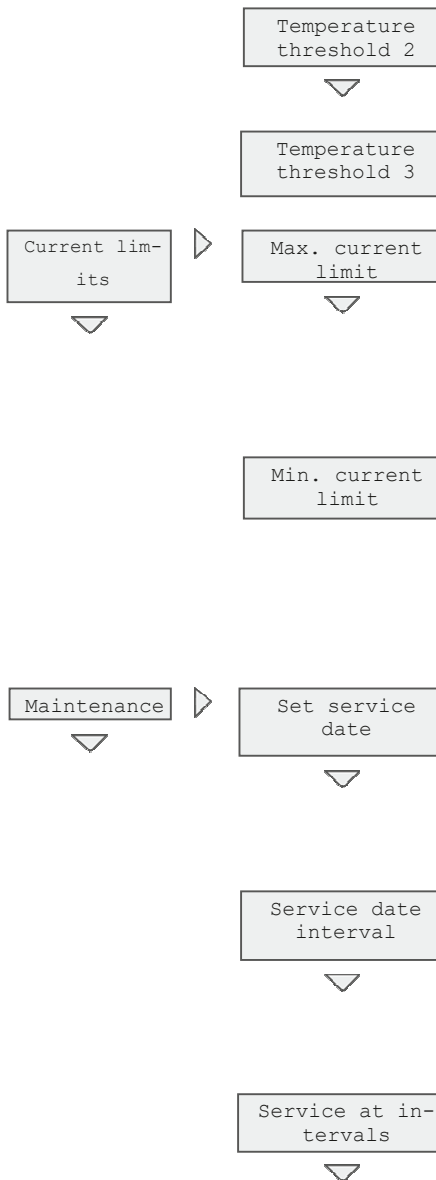 Temperature
threshold 2
Temperature
threshold 3
Current lim-
its
Max. current
limit
Min. current
limit
Maintenance
Set service
date
Service date
interval
Service at in-
tervals